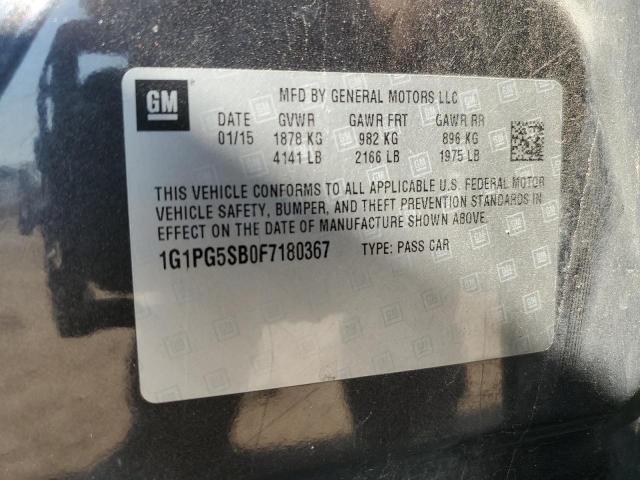 GM
MFD BY GENERAL MOTORS LLC
DATE GVWR GAWR FRT GAWR RR
01/15 1878 KG 982 KG 896 KG
4141 LB 2166 LB 1975 LB
THIS VEHICLE CONFORMS TO ALL APPLICABLE U.S. FEDERAL MOTOR
VEHICLE SAFETY, BUMPER, AND THEFT PREVENTION STANDARDS IN
EFFECT ON THE DATE OF MANUFACTURE SHOWN ABOVE.
1G1PG5SB0F7180367 TYPE: PASS CAR